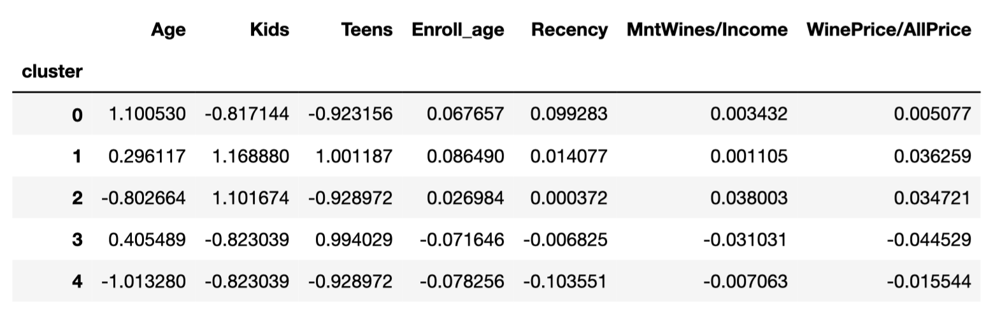 Age Kids Teens Enroll_age Recency MntWines/Income WinePrice/AllPrice
cluster
0 1.100530 -0.817144 -0.923156 0.067657 0.099283 0.003432 0.005077
1 0.296117 1.168880 1.001187 0.086490 0.014077 0.001105 0.036259
2 -0.802664 1.101674 -0.928972 0.026984 0.000372 0.038003 0.034721
3 0.405489 -0.823039 0.994029 -0.071646 -0.006825 -0.031031 -0.044529
4 -1.013280 -0.823039 -0.928972 -0.078256 -0.103551 -0.007063 -0.015544